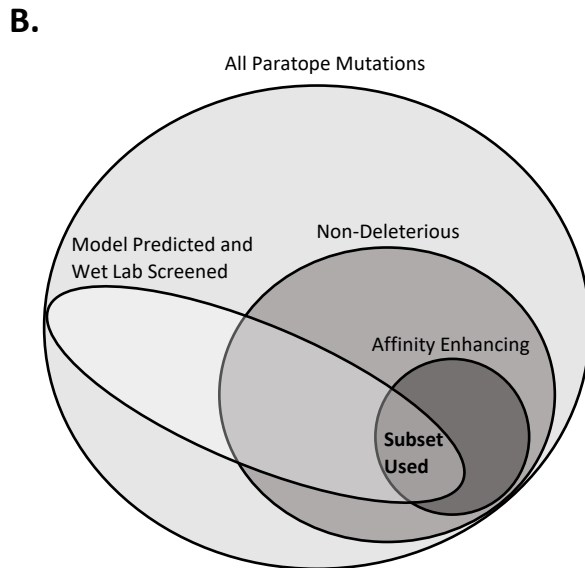 B.
All Paratope Mutations
Non-Deleterious
Model Predicted and
Wet Lab Screened
Affinity Enhancing
Subset
Used